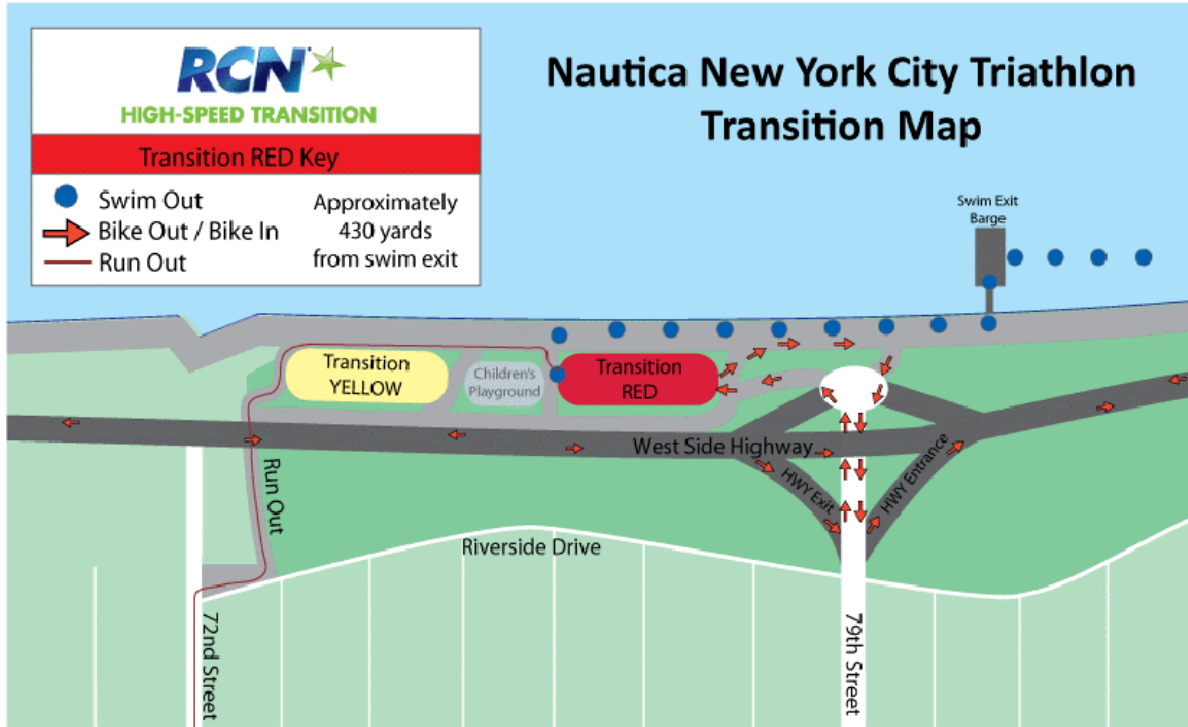 RCN
HIGH-SPEED TRANSITION
Transition RED Key
Swim Out
Bike Out / Bike In
Run Out
Approximately
430 yards
from swim exit
Nautica New York City Triathlon
Transition Map
Swim Exit
Barge
Transition
YELLOW
Children's
Playground
Transition
RED
West Side Highway
HWY Exit
HWY Entrance
Run Out
Riverside Drive
72nd Street
79th Street